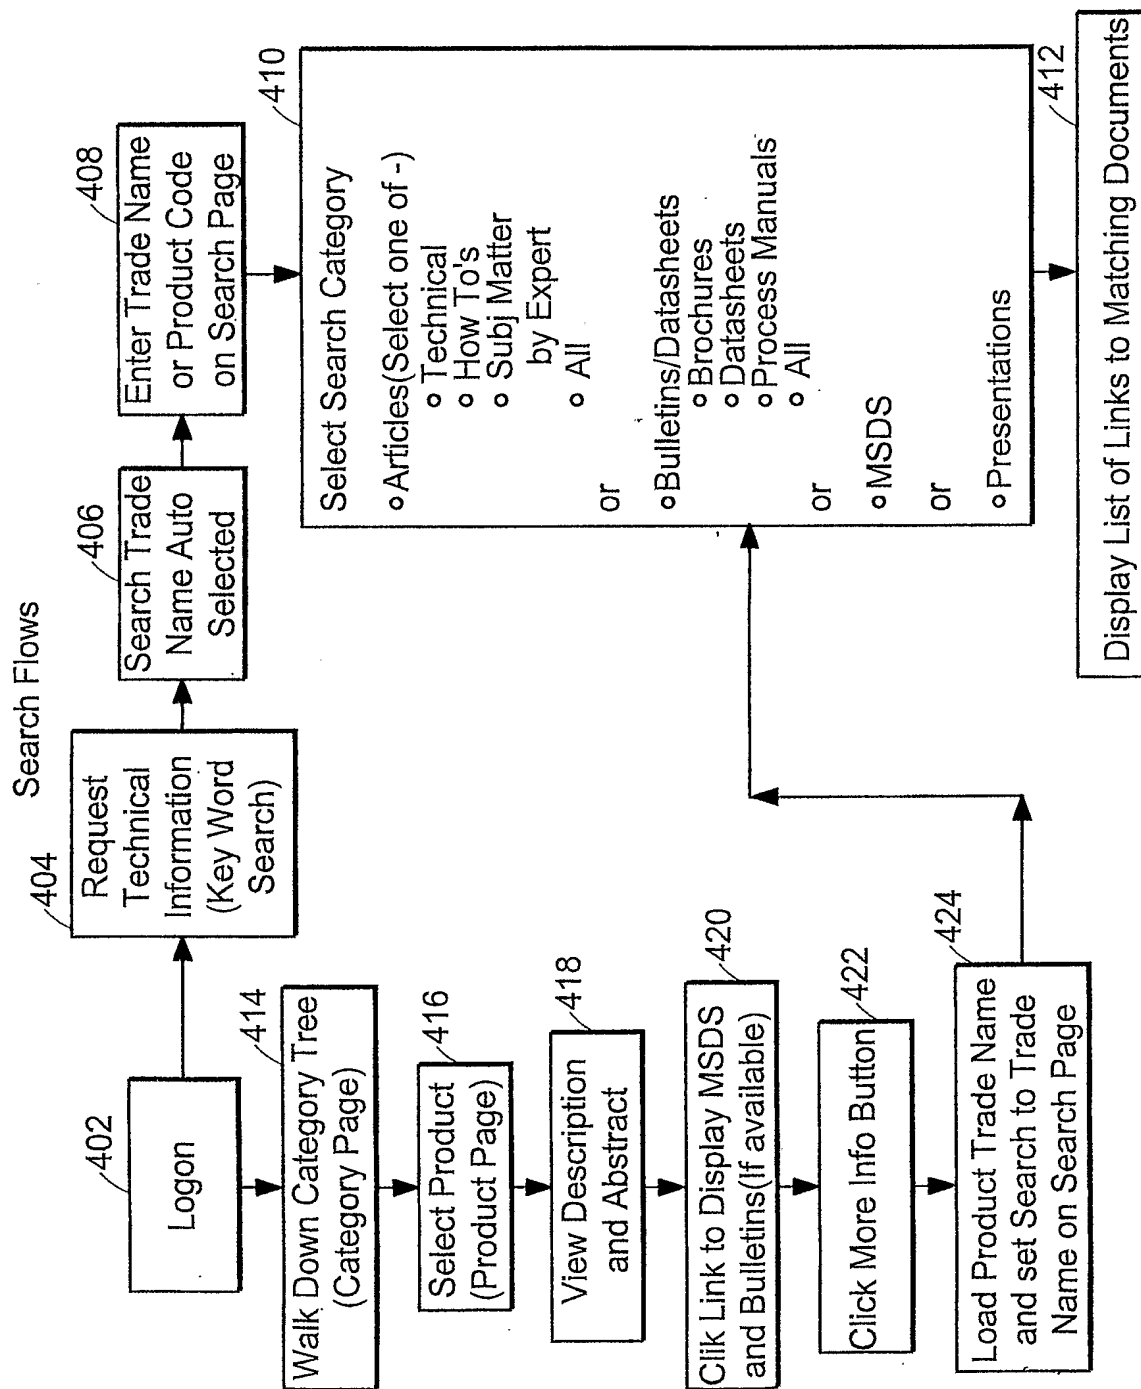 Search Flows
402
Logon
404
Request
Technical
Information
(Key Word
Search)
406
Search Trade
Name Auto
Selected
408
Enter Trade Name
or Product Code
on Search Page
410
Select Search Category
Articles(Select one of -)
Technical
How To's
Subj Matter
by Expert
All
or
Bulletins/Datasheets
Brochures
Datasheets
Process Manuals
All
or
MSDS
or
Presentations
412
Display List of Links to Matching Documents
414
Walk Down Category Tree
(Category Page)
416
Select Product
(Product Page)
418
View Description
and Abstract
420
Clik Link to Display MSDS
and Bulletins(If available)
422
Click More Info Button
424
Load Product Trade Name
and set Search to Trade
Name on Search Page